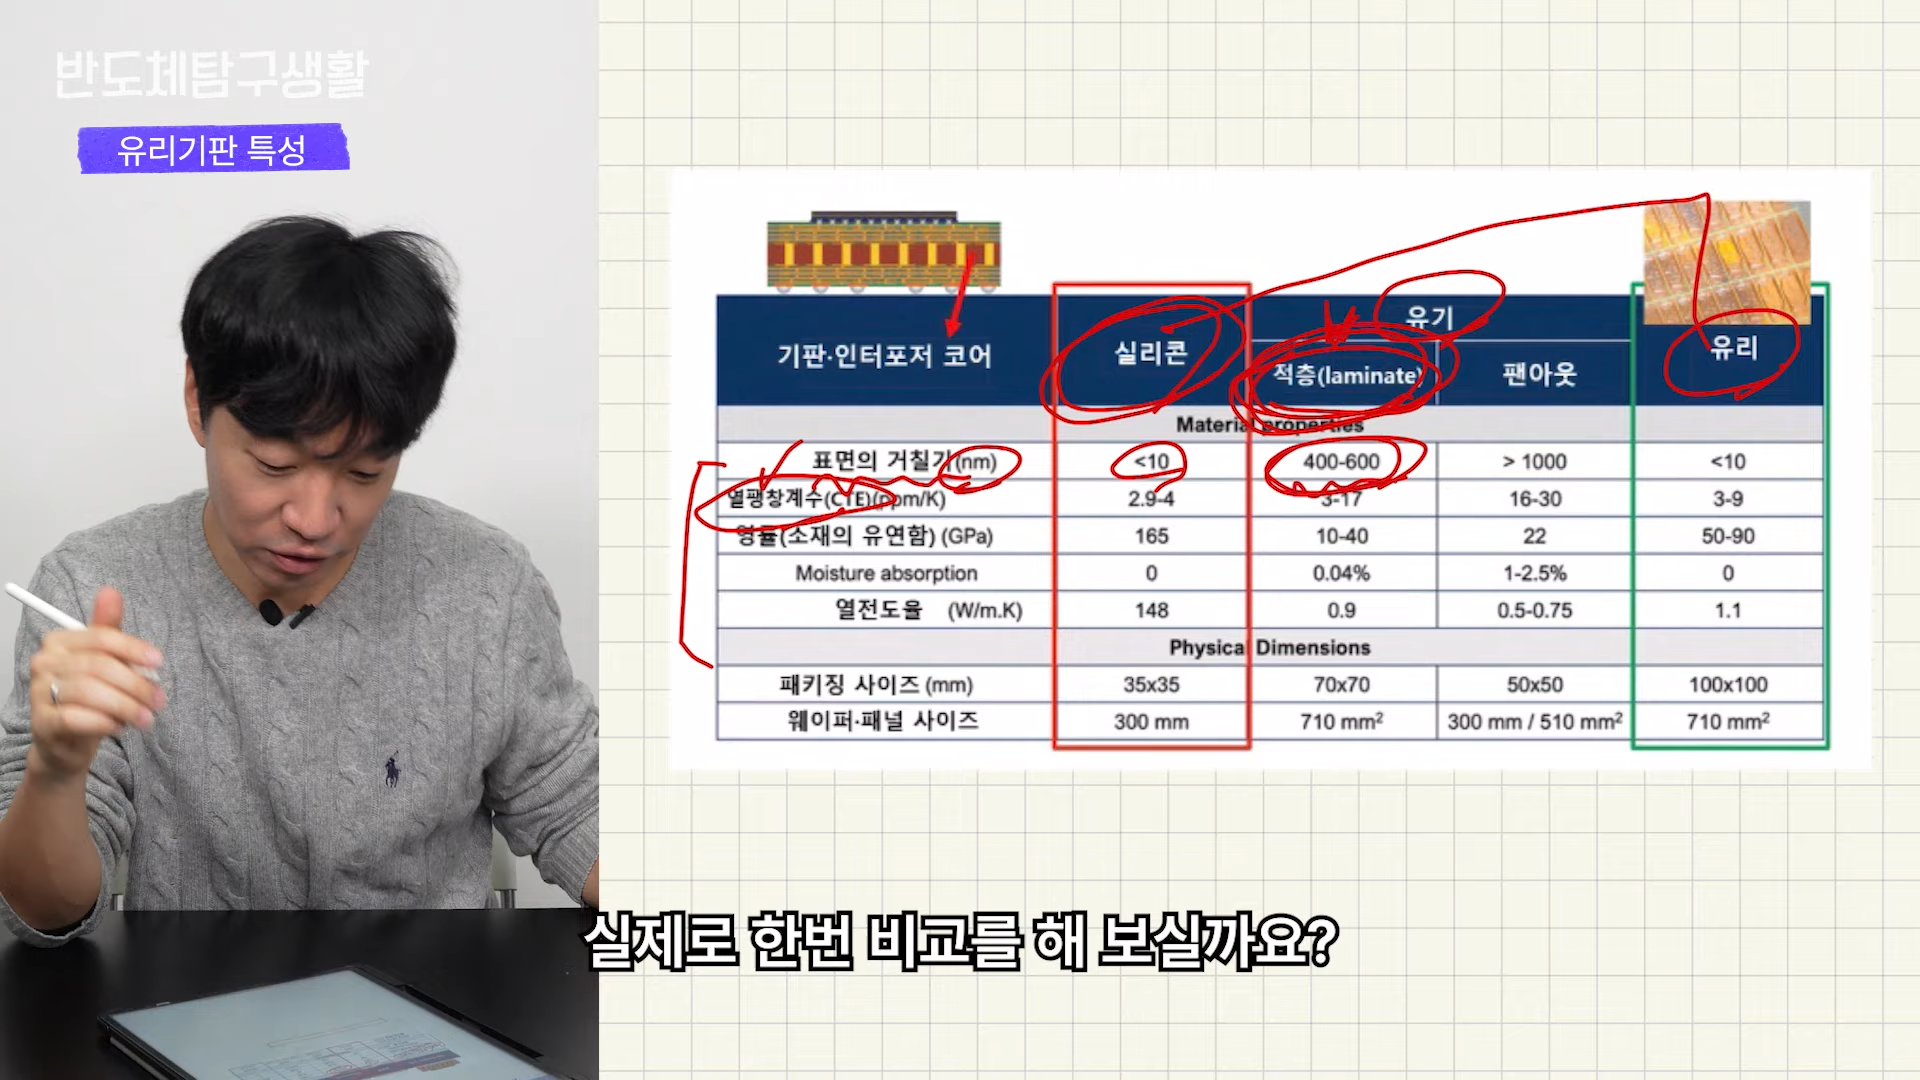 반도체탐구생활
유리기판 특성
기판·인터포저 코어
실리콘
유기
유리
적층(laminate)
팬아웃
Material properties
표면의 거칠기(nm) <10 400-600 > 1000 <10
열팽창계수(CTE)(ppm/K) 2.9-4 3-17 16-30 3-9
영률(소재의 유연함) (GPa) 165 10-40 22 50-90
Moisture absorption 0 0.04% 1-2.5% 0
열전도율 (W/m.K) 148 0.9 0.5-0.75 1.1
Physical Dimensions
패키징 사이즈 (mm) 35x35 70x70 50x50 100x100
웨이퍼·패널 사이즈 300 mm 710 mm² 300 mm / 510 mm² 710 mm²
실제로 한번 비교를 해 보실까요?